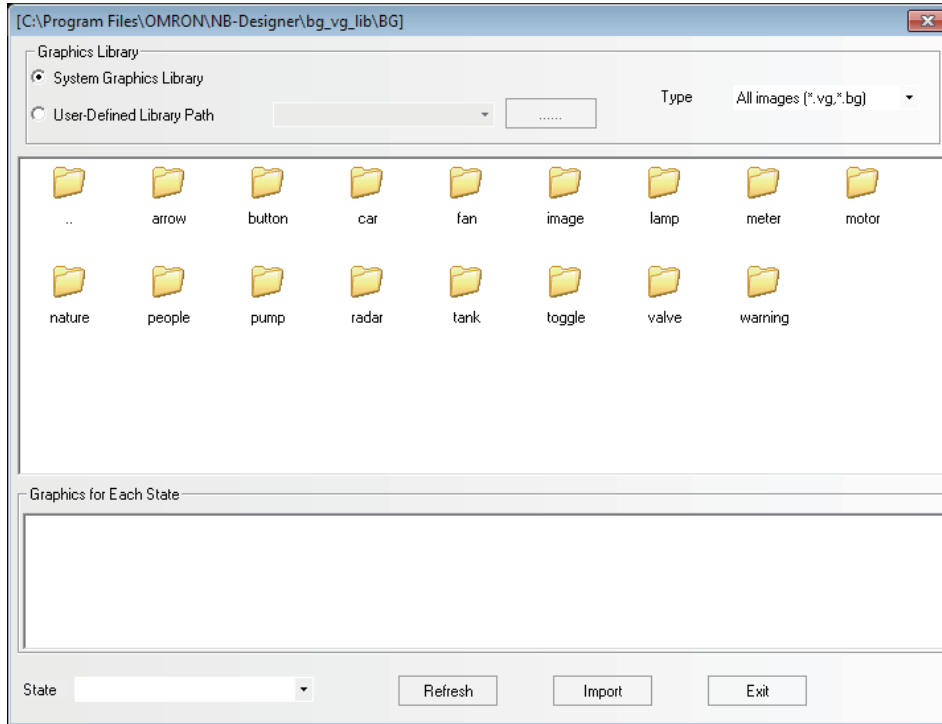 [C:\Program Files\OMRON\NB-Designer\bg_vg_lib\BG]
Graphics Library
System Graphics Library
User-Defined Library Path
......
Type
All images (*.vg,*.bg)
..
arrow
button
car
fan
image
lamp
meter
motor
nature
people
pump
radar
tank
toggle
valve
warning
Graphics for Each State
State
Refresh
Import
Exit